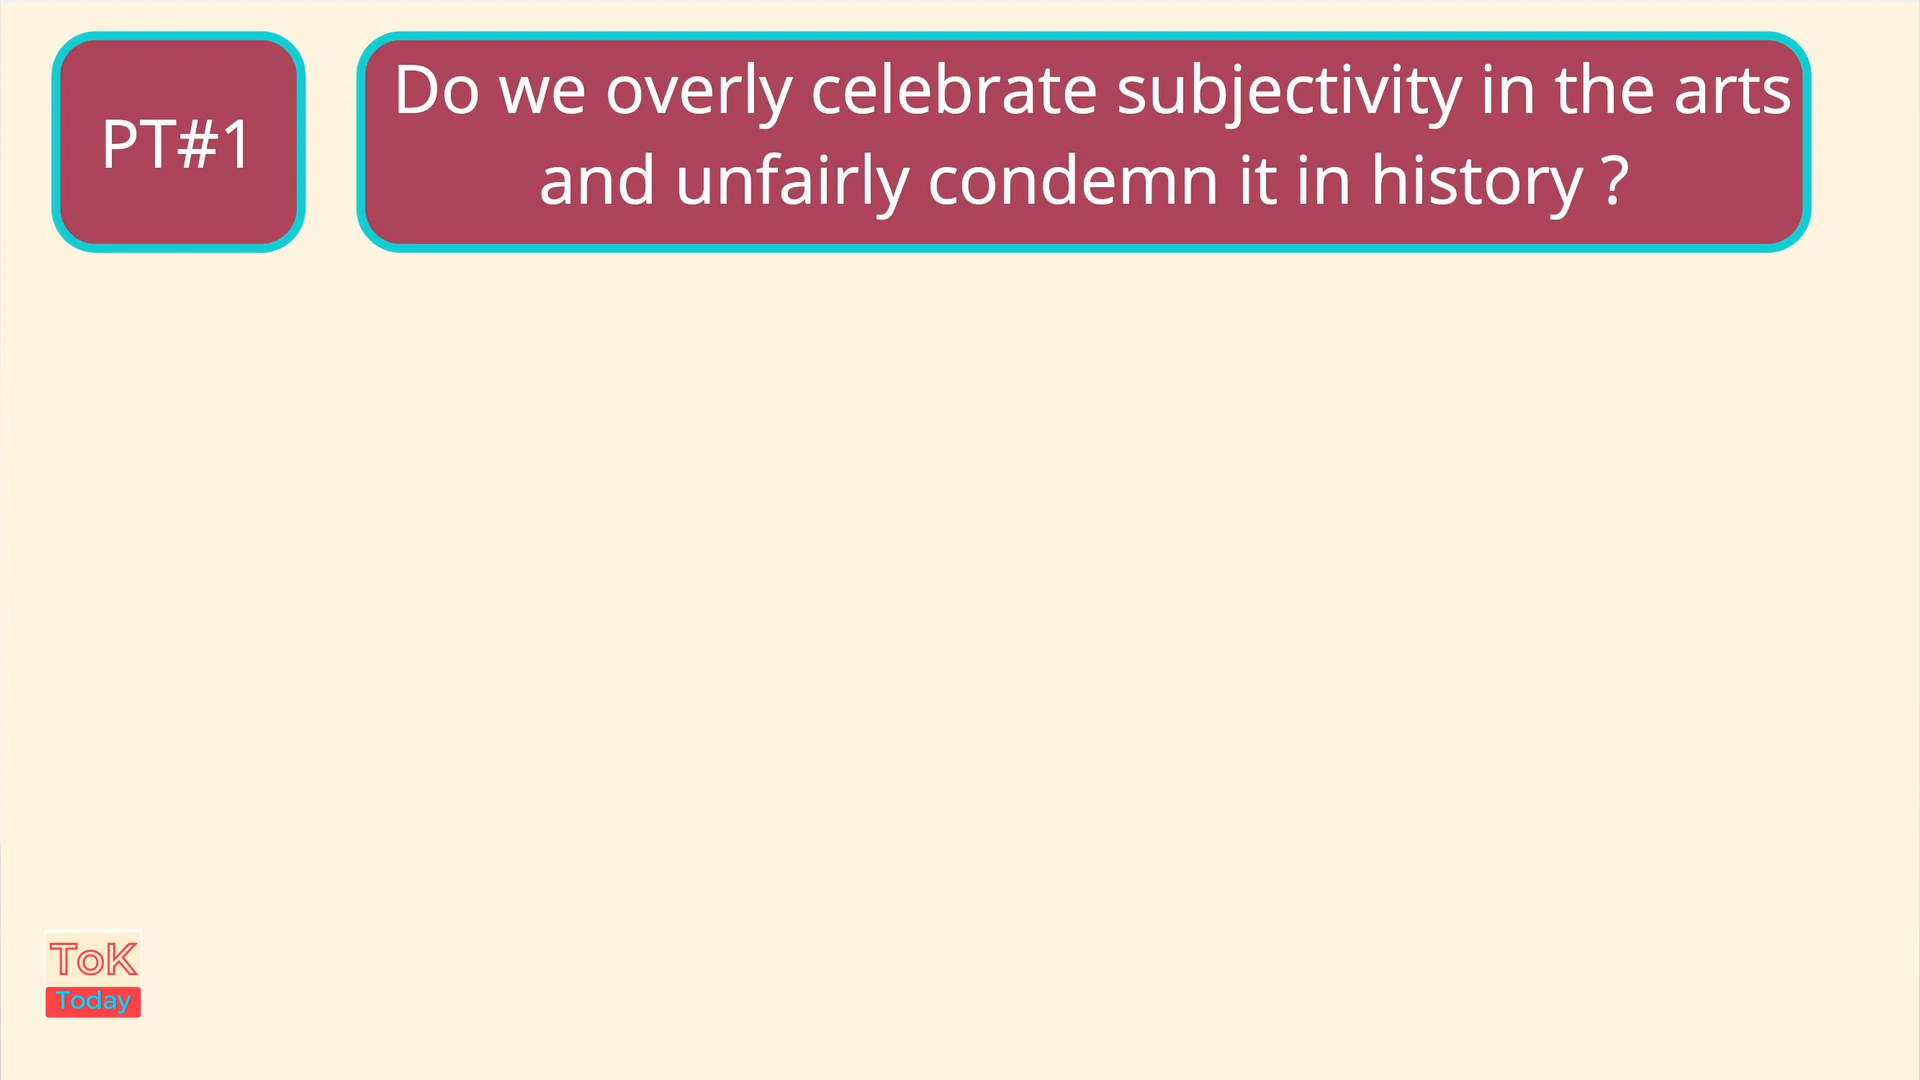 PT#1
Do we overly celebrate subjectivity in the arts
and unfairly condemn it in history ?
ToK
Today